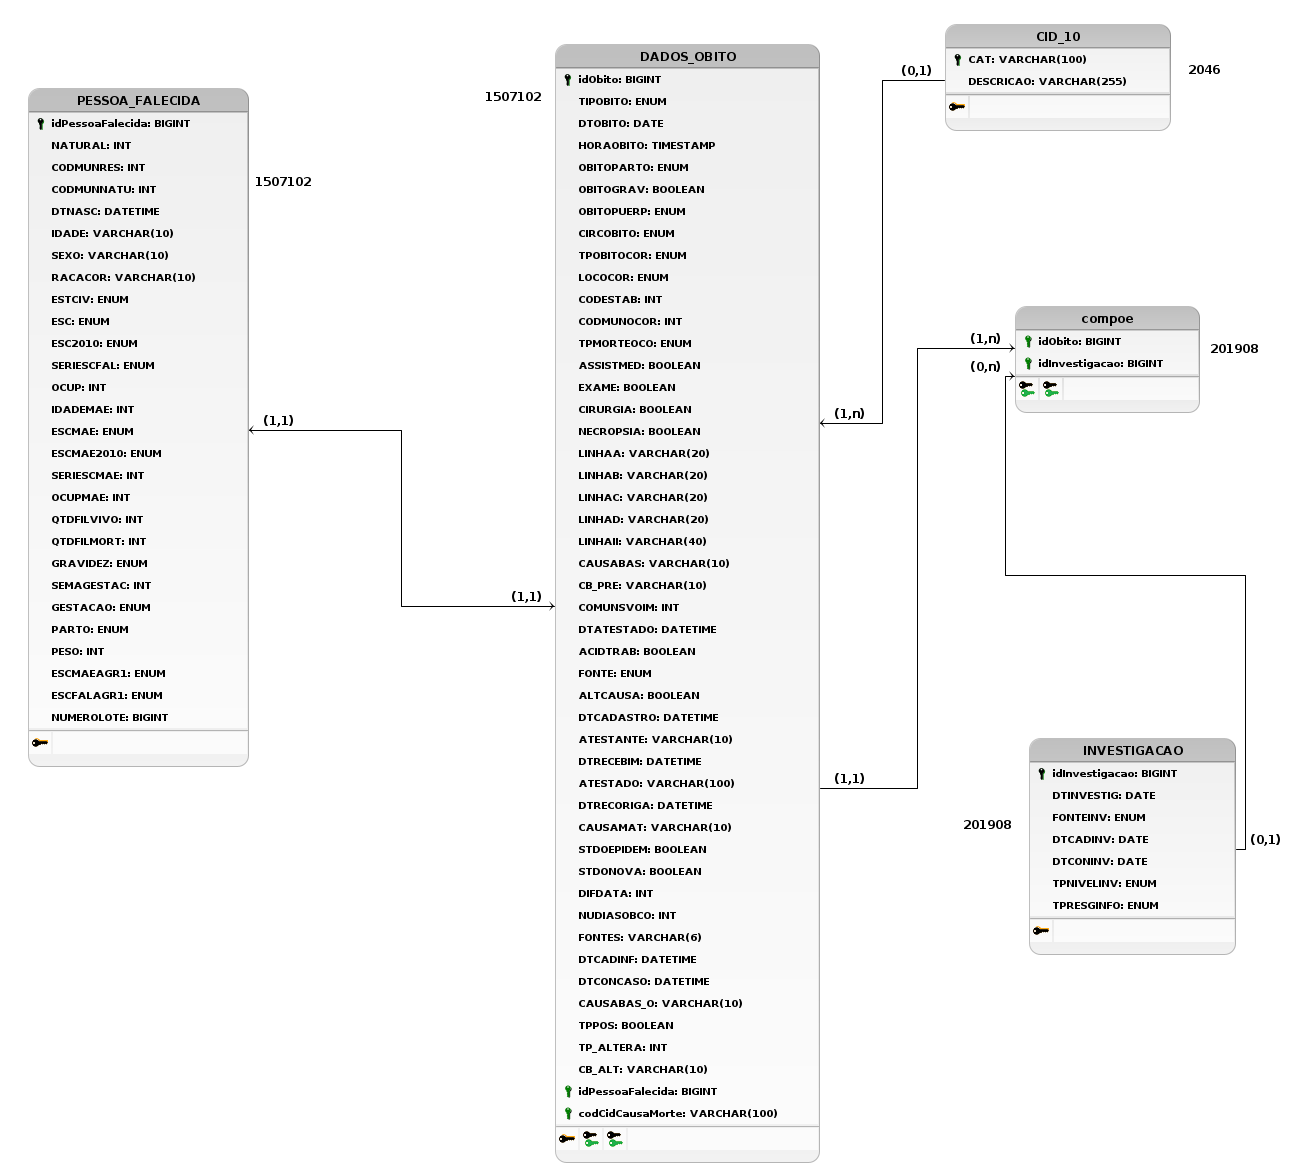 CID_10
CAT: VARCHAR(100)
DESCRICAO: VARCHAR(255)
2046
(0,1)
DADOS_OBITO
idObito: BIGINT
TIPOBITO: ENUM
DTOBITO: DATE
HORAOBITO: TIMESTAMP
OBITOPARTO: ENUM
OBITOGRAV: BOOLEAN
OBITOPUERP: ENUM
CIRCOBITO: ENUM
TPOBITOCOR: ENUM
LOCOCOR: ENUM
CODESTAB: INT
CODMUNOCOR: INT
TPMORTEOCO: ENUM
ASSISTMED: BOOLEAN
EXAME: BOOLEAN
CIRURGIA: BOOLEAN
NECROPSIA: BOOLEAN
LINHAA: VARCHAR(20)
LINHAB: VARCHAR(20)
LINHAC: VARCHAR(20)
LINHAD: VARCHAR(20)
LINHAII: VARCHAR(40)
CAUSABAS: VARCHAR(10)
CB_PRE: VARCHAR(10)
COMUNSVOIM: INT
DTATESTADO: DATETIME
ACIDTRAB: BOOLEAN
FONTE: ENUM
ALTCAUSA: BOOLEAN
DTCADASTRO: DATETIME
ATESTANTE: VARCHAR(10)
DTRECEBIM: DATETIME
ATESTADO: VARCHAR(100)
DTRECORIGA: DATETIME
CAUSAMAT: VARCHAR(10)
STDOEPIDEM: BOOLEAN
STDONOVA: BOOLEAN
DIFDATA: INT
NUDIASOBCO: INT
FONTES: VARCHAR(6)
DTCADINF: DATETIME
DTCONCASO: DATETIME
CAUSABAS_O: VARCHAR(10)
TPPOS: BOOLEAN
TP_ALTERA: INT
CB_ALT: VARCHAR(10)
idPessoaFalecida: BIGINT
codCidCausaMorte: VARCHAR(100)
1507102
PESSOA_FALECIDA
idPessoaFalecida: BIGINT
NATURAL: INT
CODMUNRES: INT
CODMUNNATU: INT
DTNASC: DATETIME
IDADE: VARCHAR(10)
SEXO: VARCHAR(10)
RACACOR: VARCHAR(10)
ESTCIV: ENUM
ESC: ENUM
ESC2010: ENUM
SERIESCFAL: ENUM
OCUP: INT
IDADEMAE: INT
ESCMAE: ENUM
ESCMAE2010: ENUM
SERIESCMAE: INT
OCUPMAE: INT
QTDFILVIVO: INT
QTDFILMORT: INT
GRAVIDEZ: ENUM
SEMAGESTAC: INT
GESTACAO: ENUM
PARTO: ENUM
PESO: INT
ESCMAEAGR1: ENUM
ESCFALAGR1: ENUM
NUMEROLOTE: BIGINT
1507102
(1,1)
(1,1)
(1,n)
(1,1)
compoe
idObito: BIGINT
idInvestigacao: BIGINT
201908
(1,n)
(0,n)
INVESTIGACAO
idInvestigacao: BIGINT
DTINVESTIG: DATE
FONTEINV: ENUM
DTCADINV: DATE
DTCONINV: DATE
TPNIVELINV: ENUM
TPRESGINFO: ENUM
201908
(0,1)